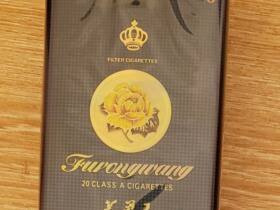 FILTER CIGARETTES
Furongwang
20 CLASS A CIGARETTES